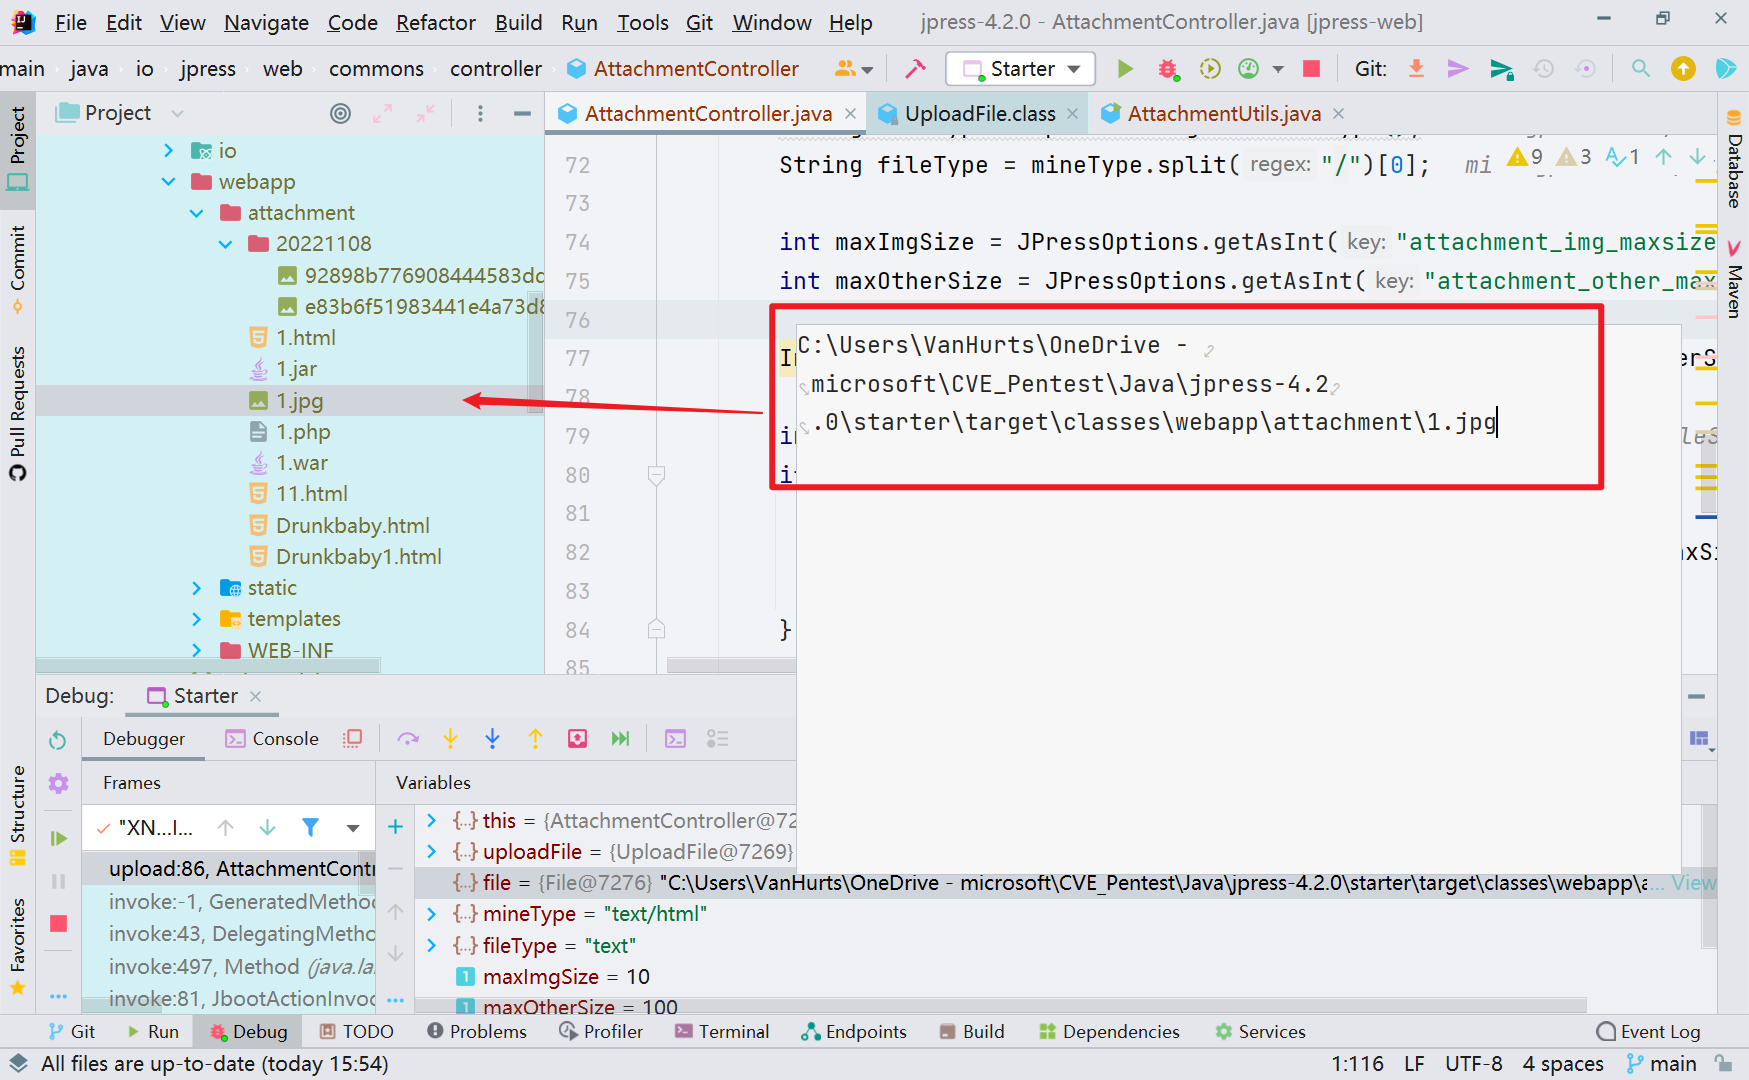 File Edit View Navigate Code Refactor Build Run Tools Git Window Help jpress-4.2.0 - AttachmentController.java [jpress-web]
main java io jpress web commons controller AttachmentController Starter Git:
Project AttachmentController.java UploadFile.class AttachmentUtils.java
Project
Commit
Pull Requests
Structure
Favorites
Database
Maven
io
webapp
attachment
20221108
92898b776908444583dc
e83b6f51983441e4a73d8
1.html
1.jar
1.jpg
1.php
1.war
11.html
Drunkbaby.html
Drunkbaby1.html
static
templates
WEB-INF
72 String fileType = mineType.split( regex: "/")[0]; mi 9 3 1
73
74 int maxImgSize = JPressOptions.getAsInt( key: "attachment_img_maxsize
75 int maxOtherSize = JPressOptions.getAsInt( key: "attachment_other_max
76
77
78
79
80
81
82
83
84 }
85
C:\Users\VanHurts\OneDrive -
microsoft\CVE_Pentest\Java\jpress-4.2
.0\starter\target\classes\webapp\attachment\1.jpg
Debug: Starter
Debugger Console
Frames Variables
"XN...I...
upload:86, AttachmentContr
invoke:-1, GeneratedMethod
invoke:43, DelegatingMetho
invoke:497, Method (java.la
invoke:81, JbootActionInvoc
this = {AttachmentController@72
uploadFile = {UploadFile@7269}
file = {File@7276} "C:\Users\VanHurts\OneDrive - microsoft\CVE_Pentest\Java\jpress-4.2.0\starter\target\classes\webapp\a... View
mineType = "text/html"
fileType = "text"
maxImgSize = 10
maxOtherSize = 100
Git Run Debug TODO Problems Profiler Terminal Endpoints Build Dependencies Services Event Log
All files are up-to-date (today 15:54) 1:116 LF UTF-8 4 spaces main